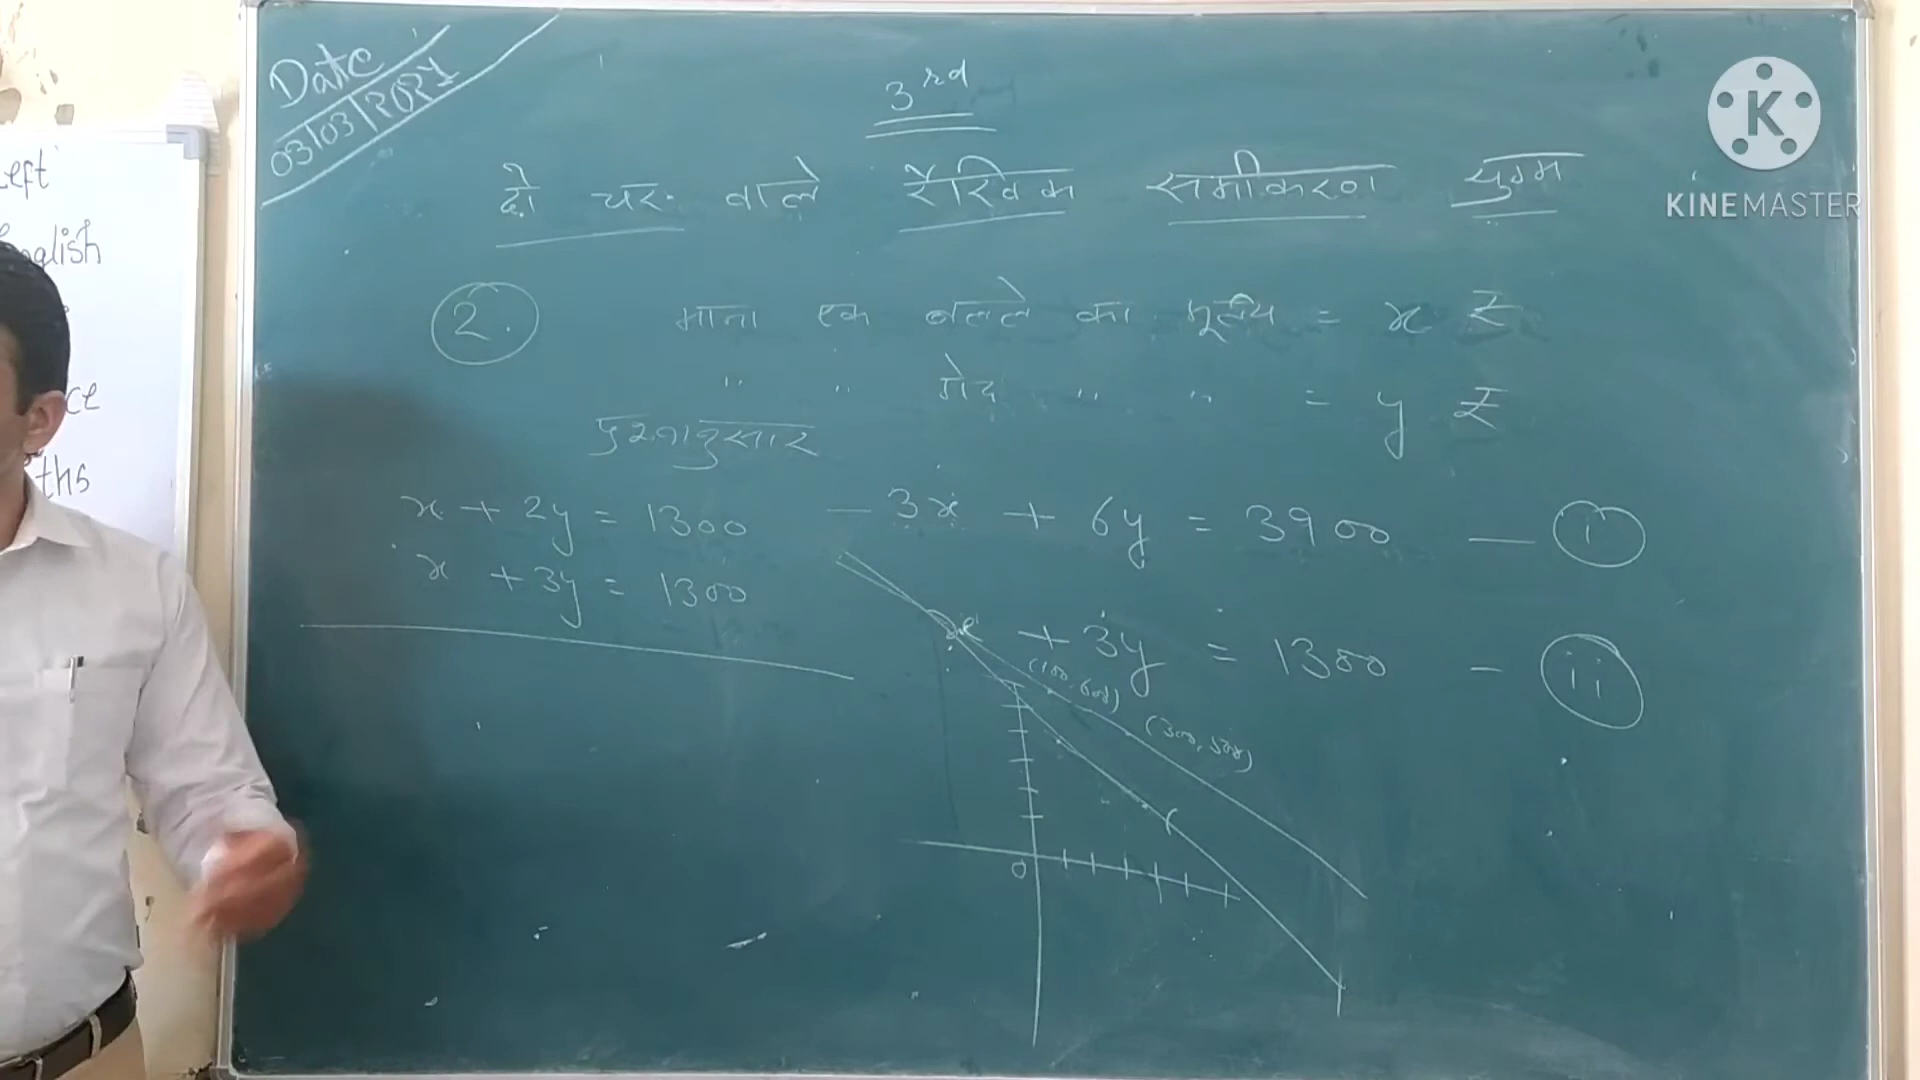 Date
03/03/2021
3rd
दो चर वाले रैखिक समीकरण युग्म
2. माना एक बल्ले का मूल्य = x ₹
" " गेंद " " = y ₹
प्रश्नानुसार
x + 2y = 1300 — 3x + 6y = 3900 — i
x + 3y = 1300
x + 3y = 1300 — ii
(100, 600)
(300, 500)
0
Left
English
ce
ths
K
KINEMASTER